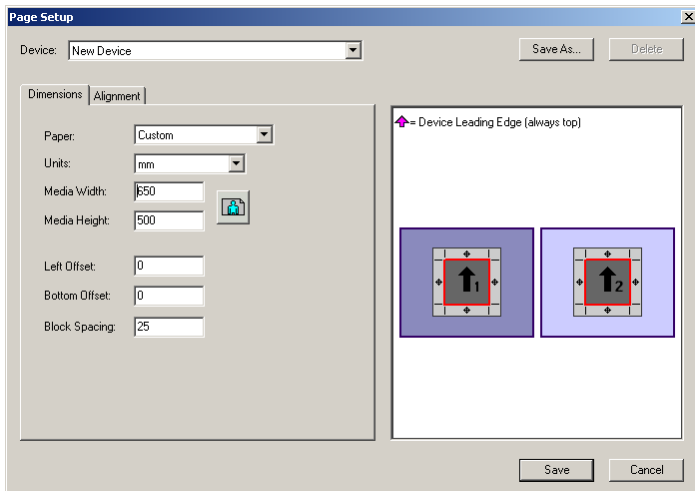 Page Setup
Device: New Device Save As... Delete
Dimensions Alignment
Paper: Custom
Units: mm
Media Width: 650
Media Height: 500
Left Offset: 0
Bottom Offset: 0
Block Spacing: 25
= Device Leading Edge (always top)
1 2
Save Cancel